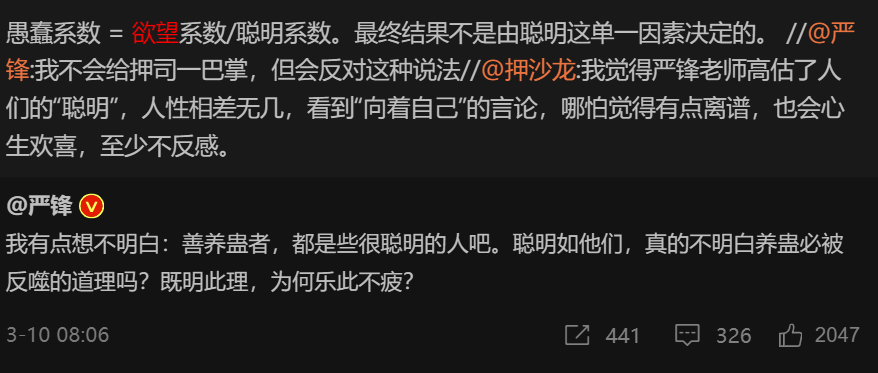 愚蠢系数 = 欲望系数/聪明系数。最终结果不是由聪明这单一因素决定的。 //@严
锋:我不会给押司一巴掌，但会反对这种说法//@押沙龙:我觉得严锋老师高估了人
们的“聪明”，人性相差无几，看到“向着自己”的言论，哪怕觉得有点离谱，也会心
生欢喜，至少不反感。
@严锋
我有点想不明白：善养蛊者，都是些很聪明的人吧。聪明如他们，真的不明白养蛊必被
反噬的道理吗？既明此理，为何乐此不疲？
3-10 08:06 441 326 2047